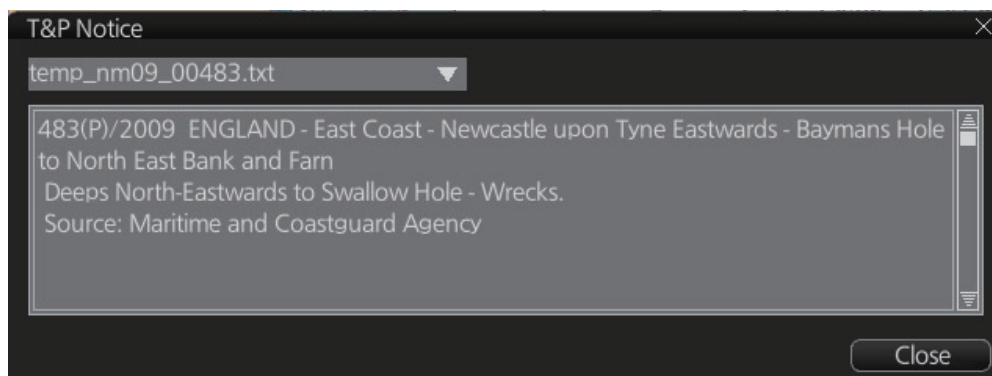 T&P Notice
temp_nm09_00483.txt
483(P)/2009 ENGLAND - East Coast - Newcastle upon Tyne Eastwards - Baymans Hole
to North East Bank and Farn
Deeps North-Eastwards to Swallow Hole - Wrecks.
Source: Maritime and Coastguard Agency
Close